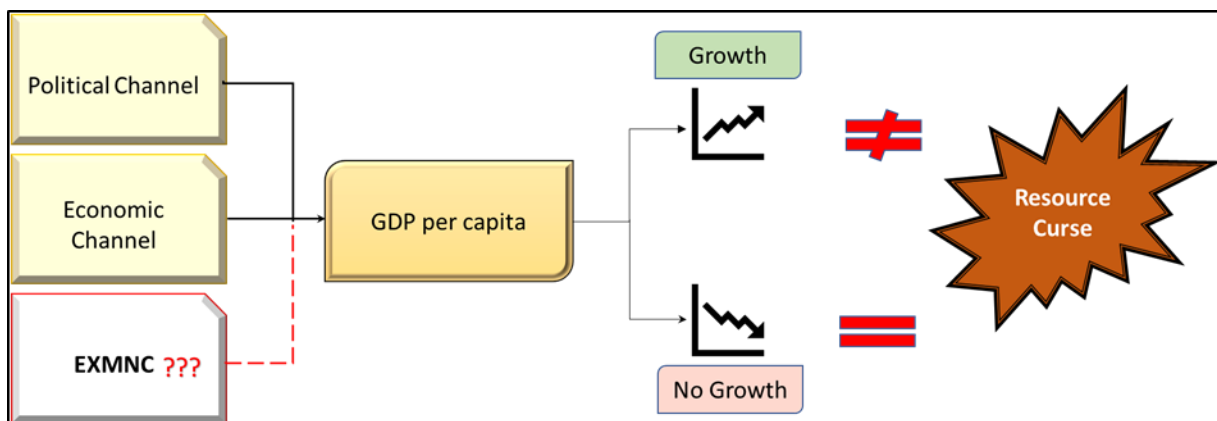 Political Channel
Economic
Channel
EXMNC ???
GDP per capita
Growth
No Growth
Resource
Curse